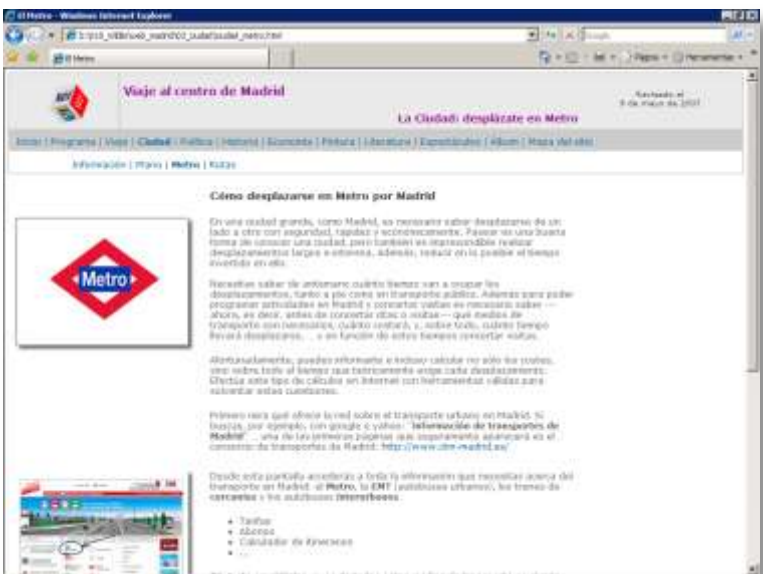 El Metro - Windows Internet Explorer
El Metro
Página
Herramientas
Viaje al centro de Madrid
La Ciudad: desplázate en Metro
Revisado el
9 de mayo de 2007
Inicio | Programa | Viaje | Ciudad | Política | Historia | Economía | Pintura | Literatura | Espectáculos | Álbum | Mapa del sitio
Información | Plano | Metro | Rutas
Cómo desplazarse en Metro por Madrid
Metro
En una ciudad grande, como Madrid, es necesario saber desplazarse de un
lado a otro con seguridad, rapidez y económicamente. Pasear es una buena
forma de conocer una ciudad, pero también es imprescindible realizar
desplazamientos largos e intentar, además, reducir en lo posible el tiempo
invertido en ello.
Necesitas saber de antemano cuánto tiempo van a ocupar los
desplazamientos, tanto a pie como en transporte público. Además para poder
programar actividades en Madrid y concertar visitas es necesario saber —
ahora, es decir, antes de concertar citas o visitas— qué medios de
transporte son necesarios, cuánto costará, y, sobre todo, cuánto tiempo
llevará desplazarse, ... y en función de estos tiempos concertar visitas.
Afortunadamente, puedes informarte e incluso calcular no sólo los costes,
sino sobre todo el tiempo que teóricamente exige cada desplazamiento.
Efectúa este tipo de cálculos en Internet con herramientas válidas para
solventar estas cuestiones.
Primero mira qué ofrece la red sobre el transporte urbano en Madrid. Si
buscas, por ejemplo, con google o yahoo: "Información de transportes de
Madrid" ... una de las primeras páginas que seguramente aparecerá es el
consorcio de transportes de Madrid: http://www.ctm-madrid.es/
Desde esta pantalla accederás a toda la información que necesitas acerca del
transporte en Madrid: el Metro, la EMT (autobuses urbanos), los trenes de
cercanías y los autobuses interurbanos.
• Tarifas
• Abonos
• Calculador de itinerarios
• ...